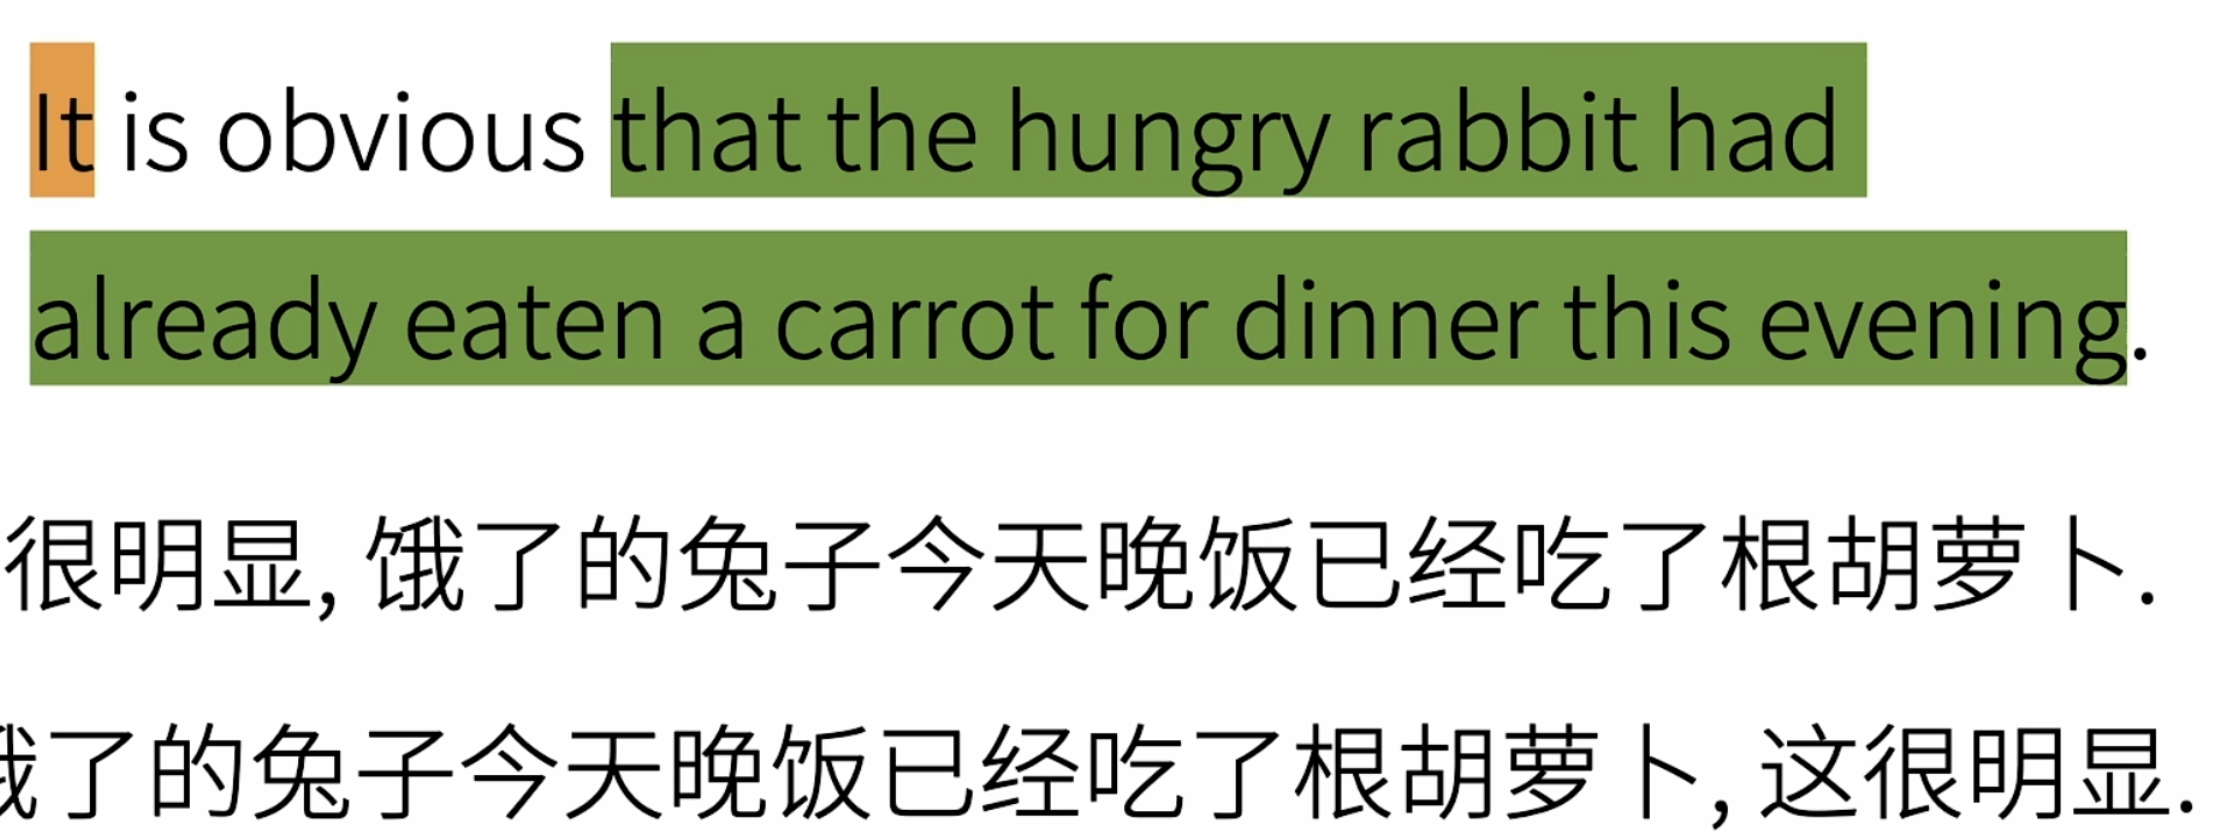 It is obvious that the hungry rabbit had
already eaten a carrot for dinner this evening.
很明显, 饿了的兔子今天晚饭已经吃了根胡萝卜.
了的兔子今天晚饭已经吃了根胡萝卜, 这很明显.